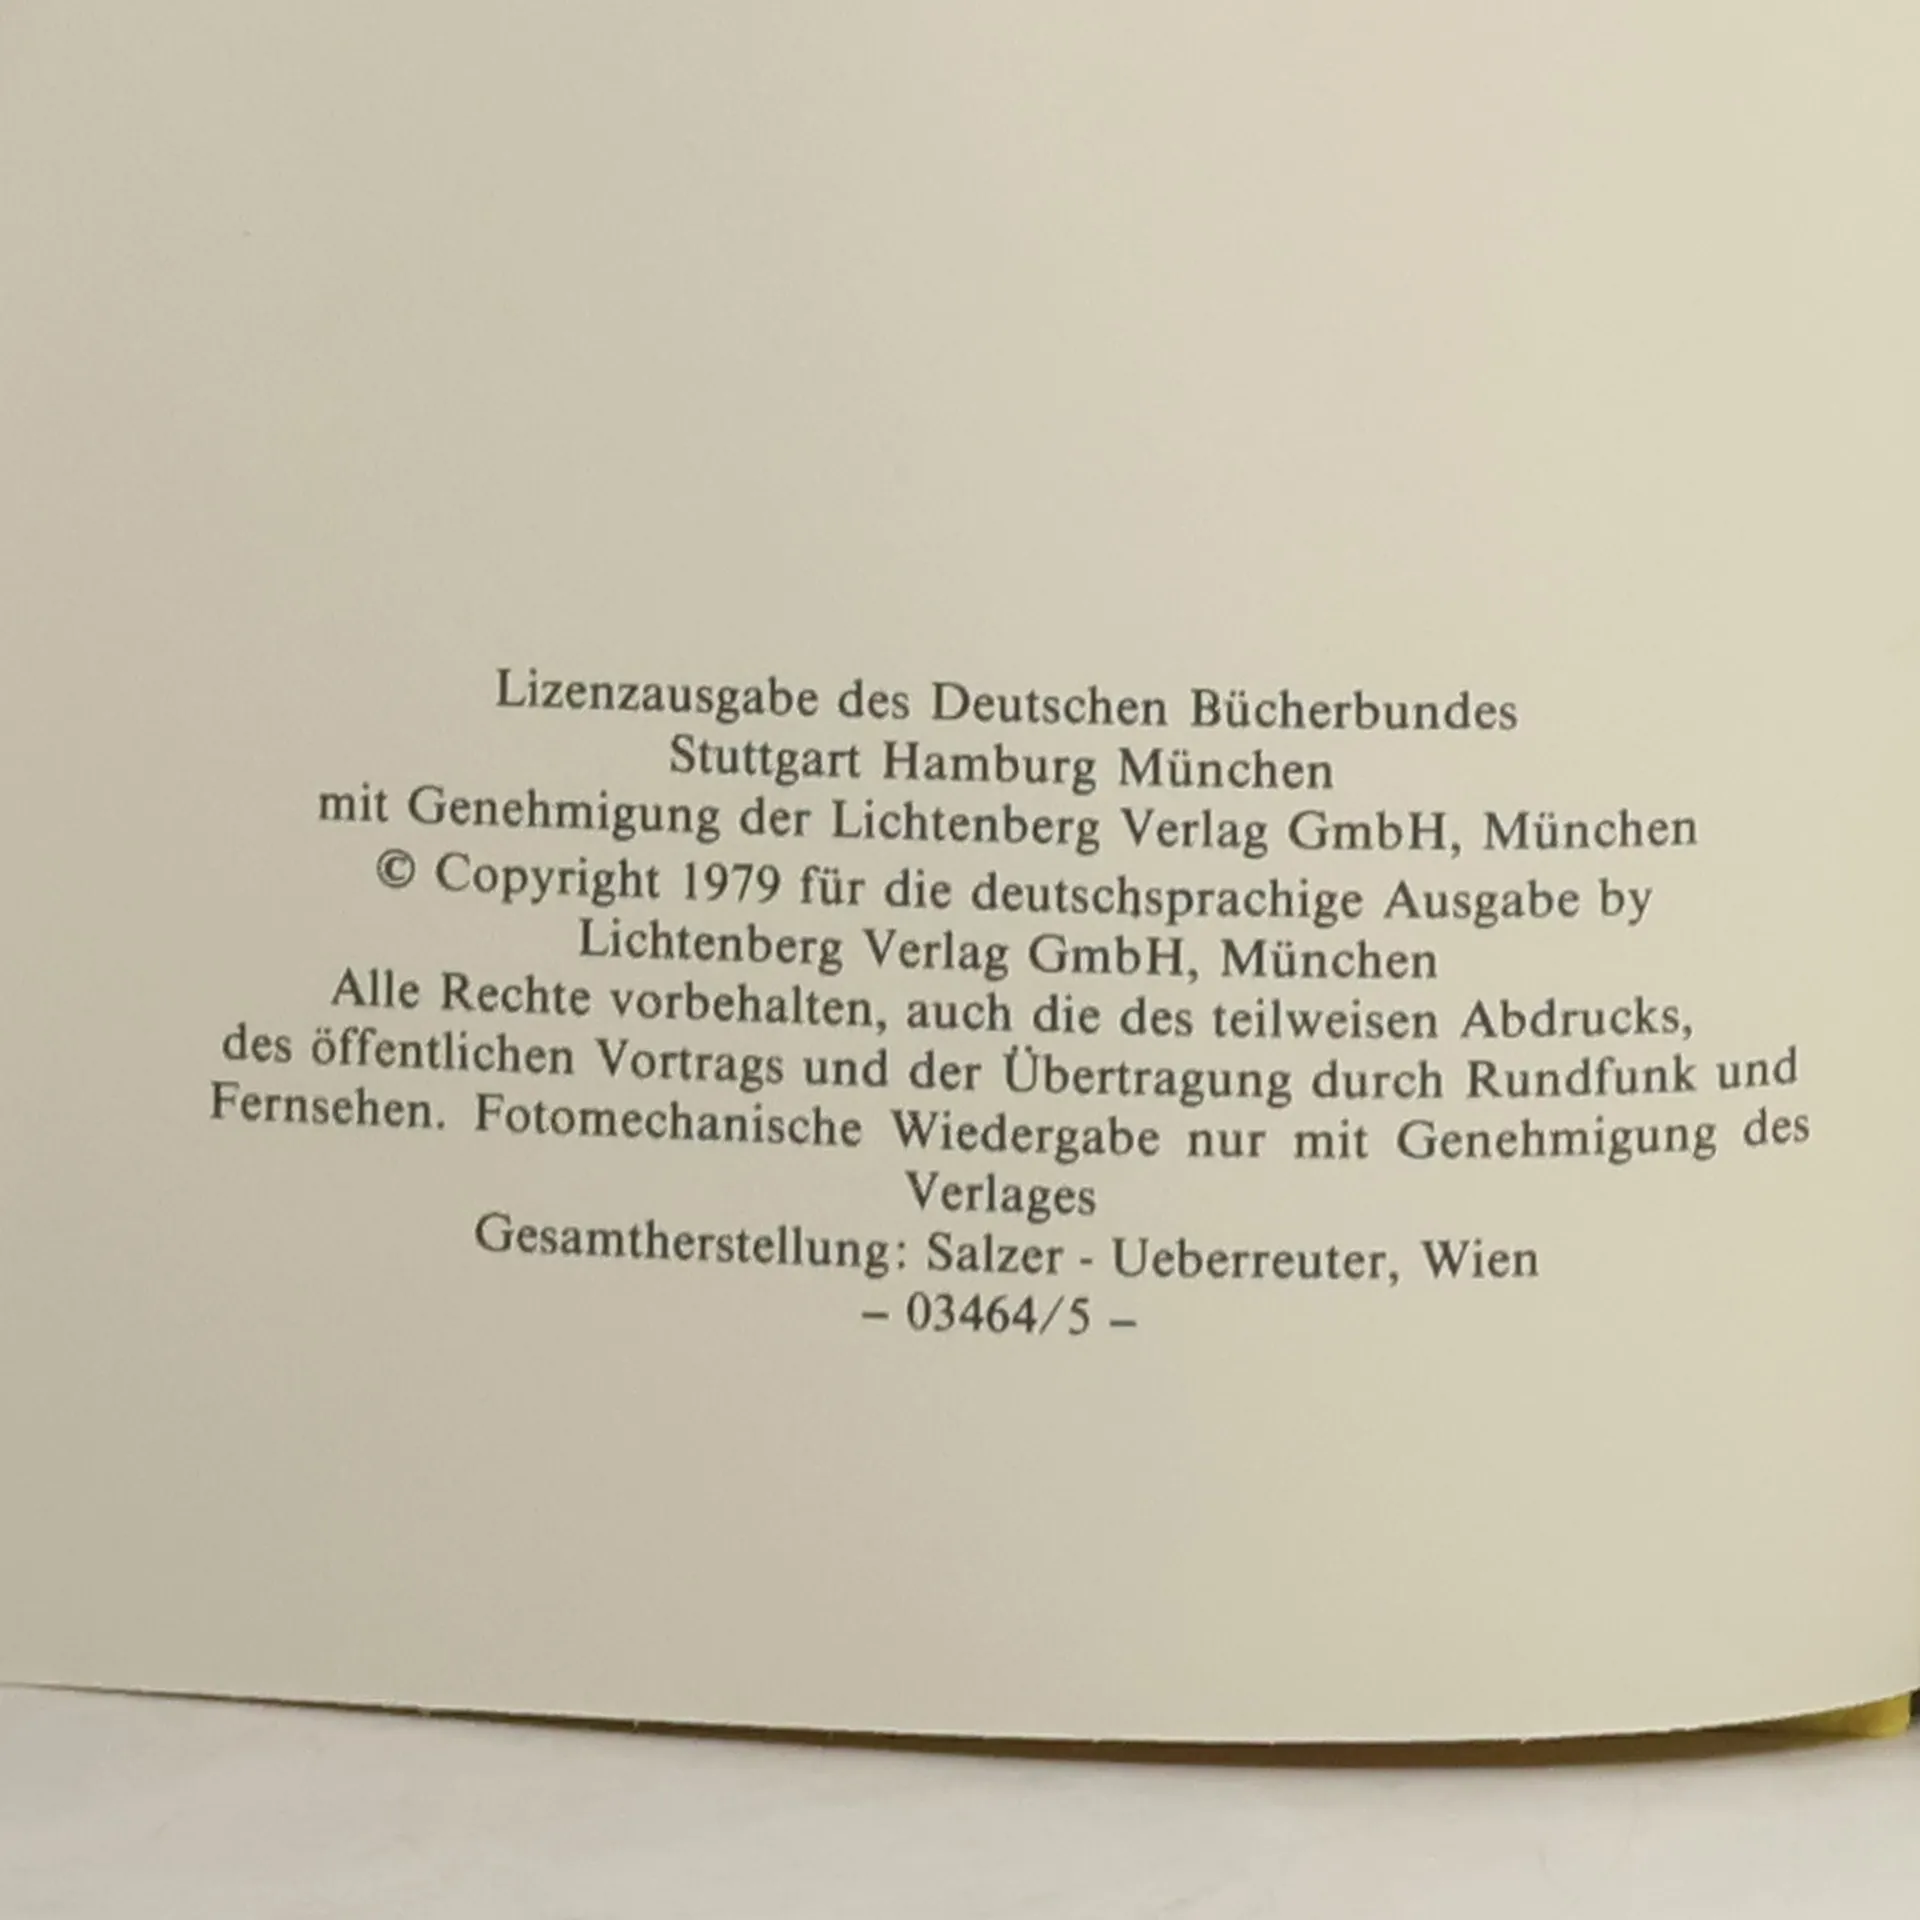 Lizenzausgabe des Deutschen Bücherbundes
Stuttgart Hamburg München
mit Genehmigung der Lichtenberg Verlag GmbH, München
© Copyright 1979 für die deutschsprachige Ausgabe by
Lichtenberg Verlag GmbH, München
Alle Rechte vorbehalten, auch die des teilweisen Abdrucks,
des öffentlichen Vortrags und der Übertragung durch Rundfunk und
Fernsehen. Fotomechanische Wiedergabe nur mit Genehmigung des
Verlages
Gesamtherstellung: Salzer - Ueberreuter, Wien
– 03464/5 –